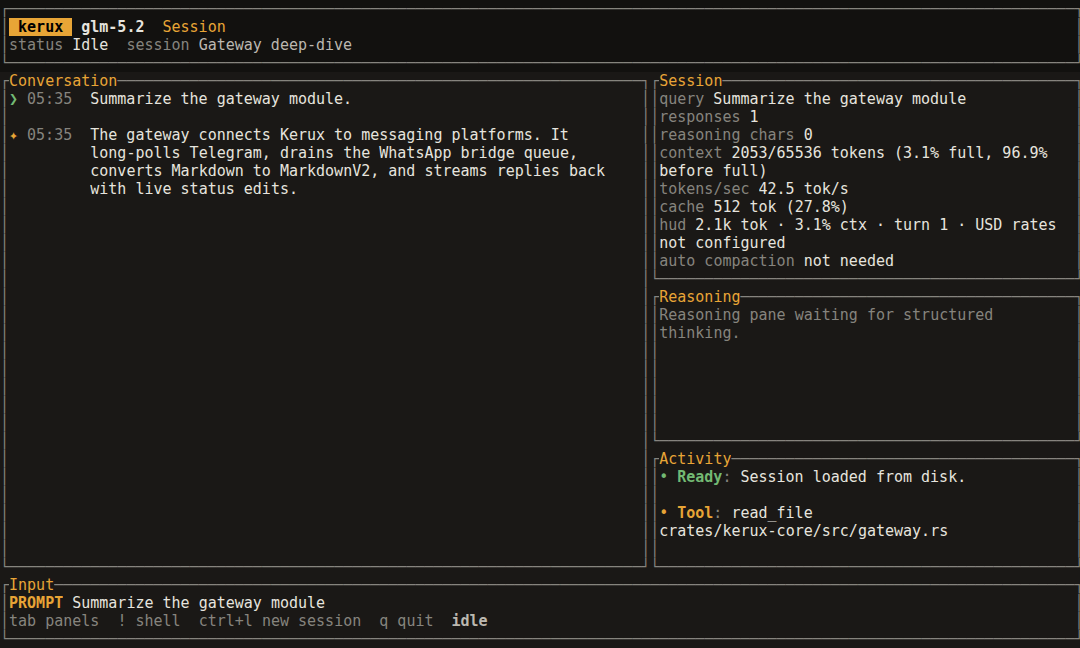 kerux glm-5.2 Session
status Idle session Gateway deep-dive
Conversation
❯ 05:35 Summarize the gateway module.
✦ 05:35 The gateway connects Kerux to messaging platforms. It
long-polls Telegram, drains the WhatsApp bridge queue,
converts Markdown to MarkdownV2, and streams replies back
with live status edits.
Session
query Summarize the gateway module
responses 1
reasoning chars 0
context 2053/65536 tokens (3.1% full, 96.9%
before full)
tokens/sec 42.5 tok/s
cache 512 tok (27.8%)
hud 2.1k tok · 3.1% ctx · turn 1 · USD rates
not configured
auto compaction not needed
Reasoning
Reasoning pane waiting for structured
thinking.
Activity
• Ready: Session loaded from disk.
• Tool: read_file
crates/kerux-core/src/gateway.rs
Input
PROMPT Summarize the gateway module
tab panels ! shell ctrl+l new session q quit idle